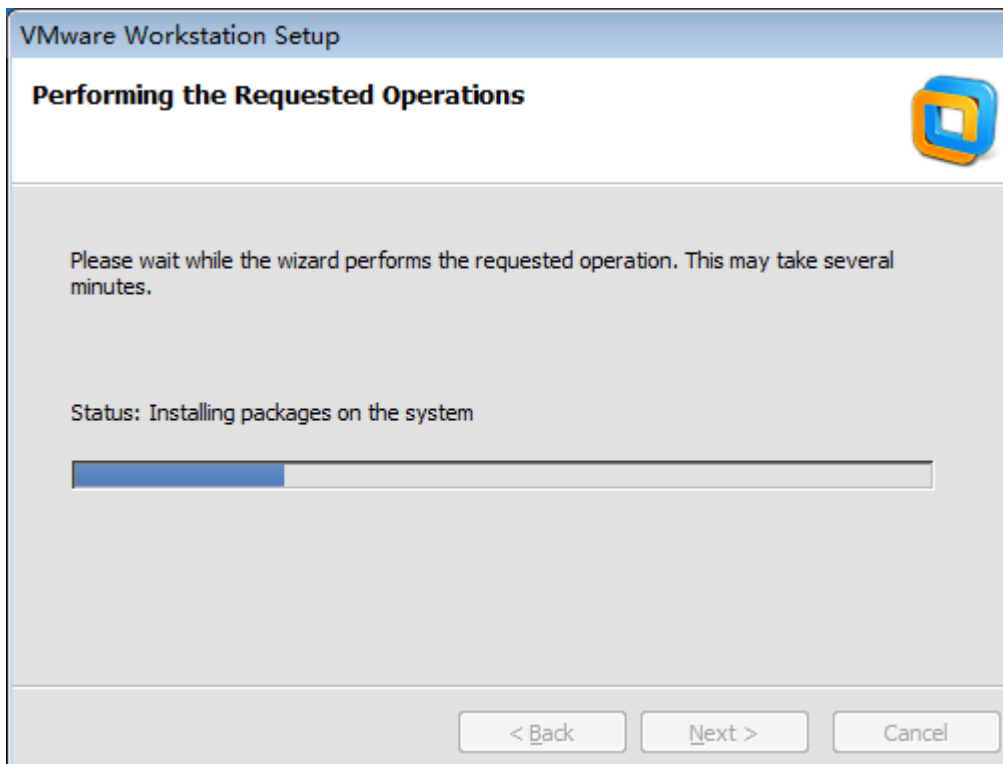 VMware Workstation Setup
Performing the Requested Operations
Please wait while the wizard performs the requested operation. This may take several
minutes.
Status: Installing packages on the system
< Back
Next >
Cancel